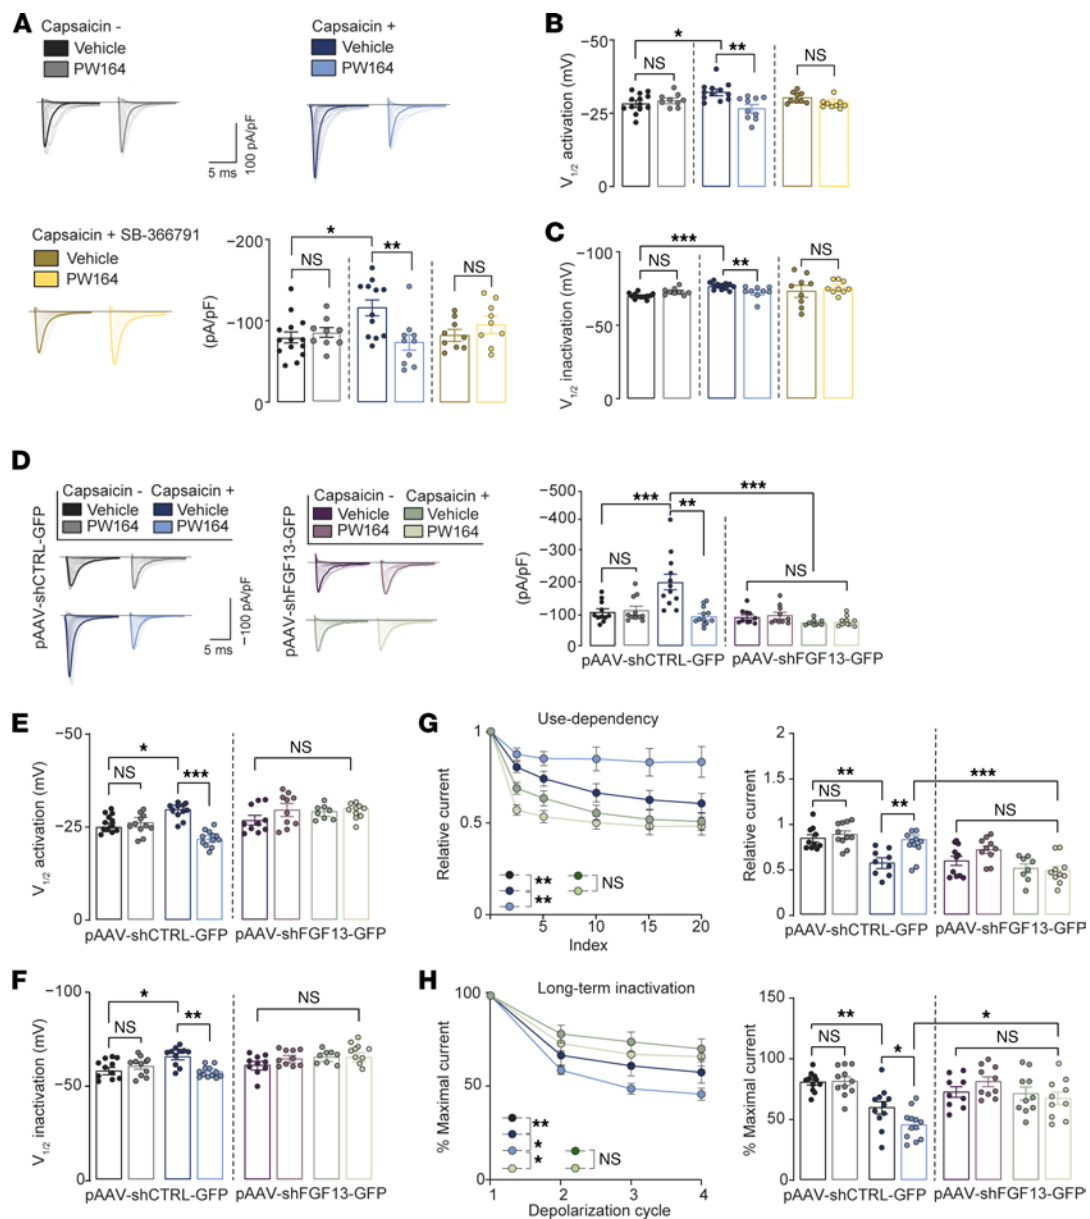 A
Capsaicin -
Vehicle
PW164
Capsaicin +
Vehicle
PW164
5 ms
100 pA/pF
Capsaicin + SB-366791
Vehicle
PW164
(pA/pF)
−200
−100
0
*
NS
**
NS
B
V1/2 activation (mV)
−50
−25
0
*
NS
**
NS
C
V1/2 inactivation (mV)
−100
−50
0
***
NS
**
NS
D
pAAV-shCTRL-GFP
Capsaicin - Capsaicin +
Vehicle Vehicle
PW164 PW164
5 ms
−100 pA/pF
pAAV-shFGF13-GFP
Capsaicin - Capsaicin +
Vehicle Vehicle
PW164 PW164
(pA/pF)
−500
−400
−200
−100
0
*** ** ***
NS NS
pAAV-shCTRL-GFP pAAV-shFGF13-GFP
E
V1/2 activation (mV)
−50
−25
0
*
NS
***
NS
pAAV-shCTRL-GFP pAAV-shFGF13-GFP
F
V1/2 inactivation (mV)
−100
−50
0
*
NS
**
NS
pAAV-shCTRL-GFP pAAV-shFGF13-GFP
G
Use-dependency
Relative current
1
0.5
0
**
**
NS
5 10 15 20
Index
Relative current
2
1.5
1
0.5
0
** ***
NS
**
NS
pAAV-shCTRL-GFP pAAV-shFGF13-GFP
H
Long-term inactivation
% Maximal current
100
50
0
**
*
*
NS
1 2 3 4
Depolarization cycle
% Maximal current
150
100
50
0
** *
NS
*
NS
pAAV-shCTRL-GFP pAAV-shFGF13-GFP